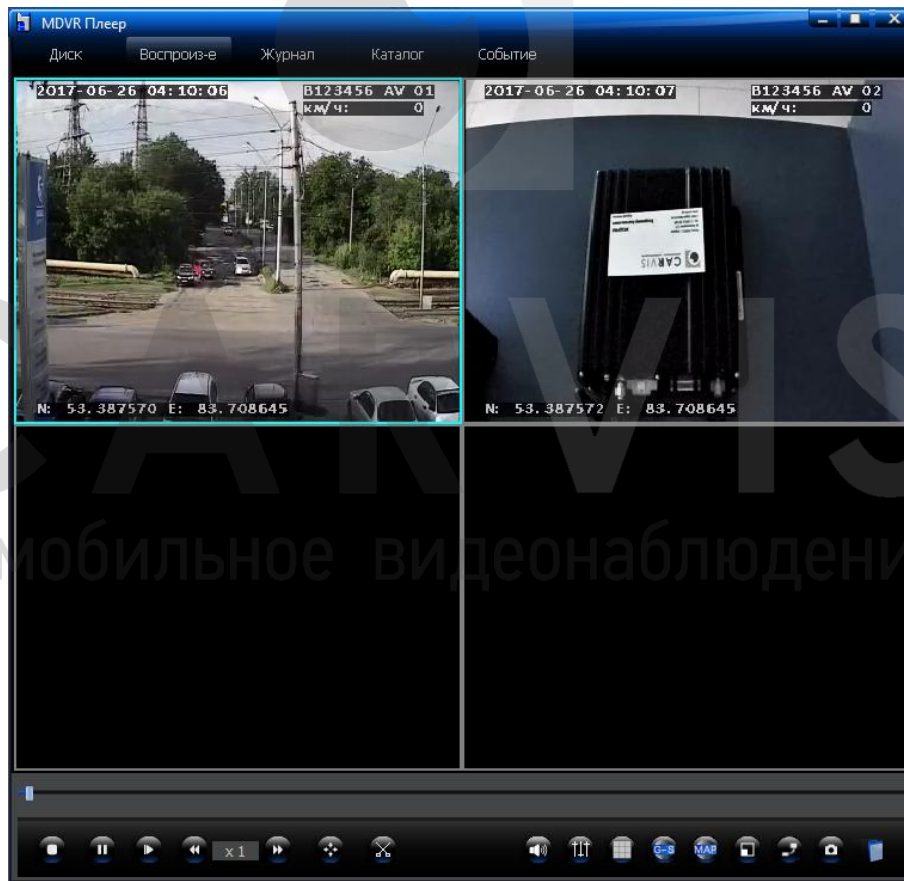 MDVR Плеер
Диск Воспроиз-е Журнал Каталог Событие
2017-06-26 04:10:06 B123456 AV 01
км/ч: 0
N: 53.387570 E: 83.708645
2017-06-26 04:10:07 B123456 AV 02
км/ч: 0
CARVIS
N: 53.387572 E: 83.708645
CARVIS
мобильное видеонаблюдени
x1
G-S MAP